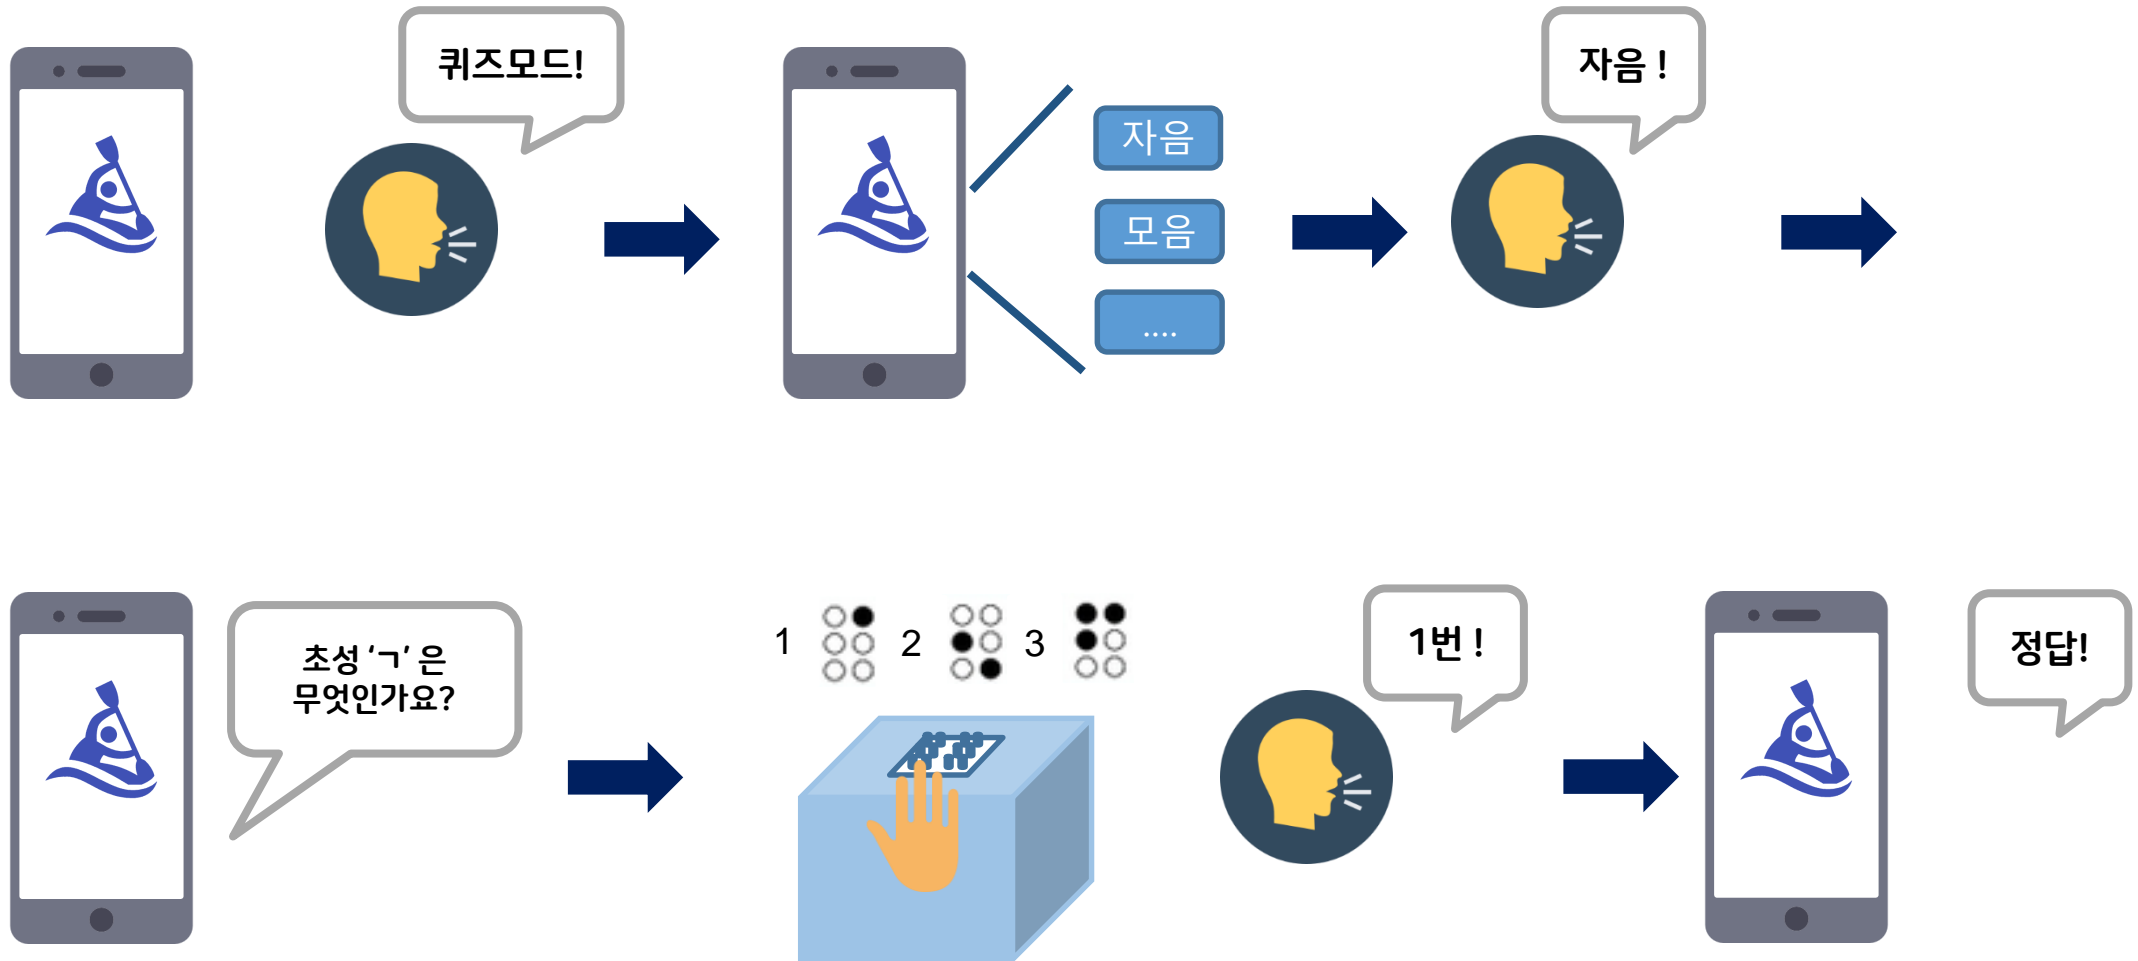 퀴즈모드!
자음
모음
....
자음 !
초성 ‘ㄱ’ 은
무엇인가요?
1
2
3
1번 !
정답!